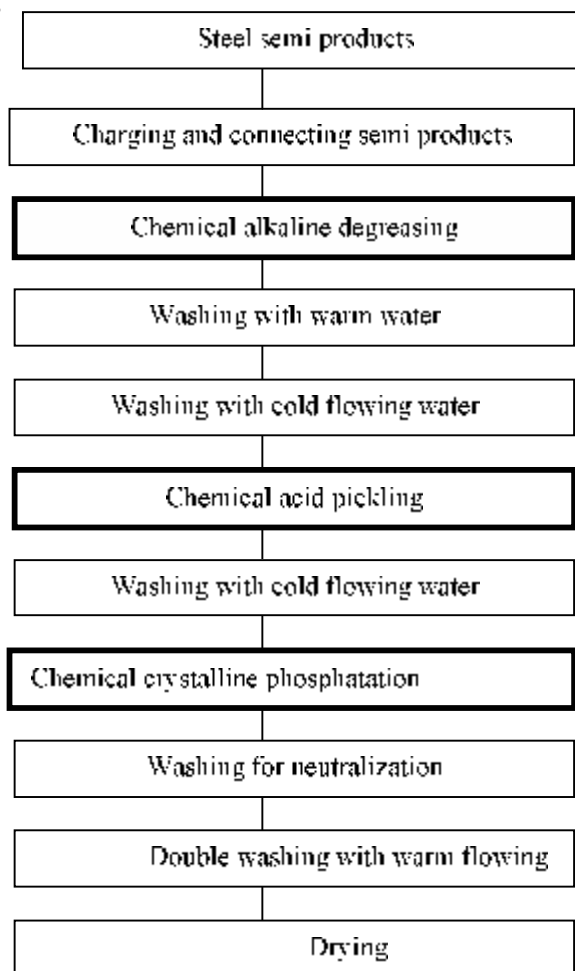 Steel semi products
Charging and connecting semi products
Chemical alkaline degreasing
Washing with warm water
Washing with cold flowing water
Chemical acid pickling
Washing with cold flowing water
Chemical crystalline phosphatation
Washing for neutralization
Double washing with warm flowing
Drying